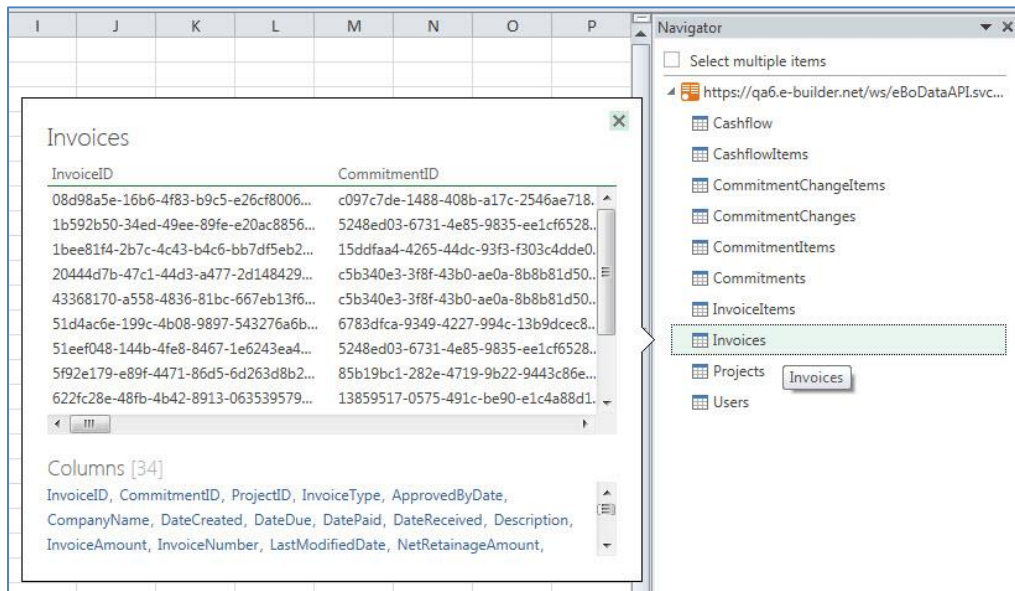 I J K L M N O P
Navigator
Select multiple items
https://qa6.e-builder.net/ws/eBoDataAPI.svc...
Cashflow
CashflowItems
CommitmentChangeItems
CommitmentChanges
CommitmentItems
Commitments
InvoiceItems
Invoices
Projects
Invoices
Users
Invoices
InvoiceID CommitmentID
08d98a5e-16b6-4f83-b9c5-e26cf8006... c097c7de-1488-408b-a17c-2546ae718.
1b592b50-34ed-49ee-89fe-e20ac8856... 5248ed03-6731-4e85-9835-ee1cf6528..
1bee81f4-2b7c-4c43-b4c6-bb7df5eb2... 15ddfaa4-4265-44dc-93f3-f303c4dde0.
20444d7b-47c1-44d3-a477-2d148429... c5b340e3-3f8f-43b0-ae0a-8b8b81d50..
43368170-a558-4836-81bc-667eb13f6... c5b340e3-3f8f-43b0-ae0a-8b8b81d50..
51d4ac6e-199c-4b08-9897-543276a6b... 6783dfca-9349-4227-994c-13b9dcec8..
51eef048-144b-4fe8-8467-1e6243ea4... 5248ed03-6731-4e85-9835-ee1cf6528..
5f92e179-e89f-4471-86d5-6d263d8b2... 85b19bc1-282e-4719-9b22-9443c86e...
622fc28e-48fb-4b42-8913-063539579... 13859517-0575-491c-be90-e1c4a88d1.
Columns [34]
InvoiceID, CommitmentID, ProjectID, InvoiceType, ApprovedByDate,
CompanyName, DateCreated, DateDue, DatePaid, DateReceived, Description,
InvoiceAmount, InvoiceNumber, LastModifiedDate, NetRetainageAmount,